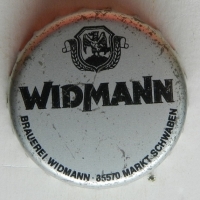 WIDMANN
BRAUEREI WIDMANN · 85570 MARKT SCHWABEN